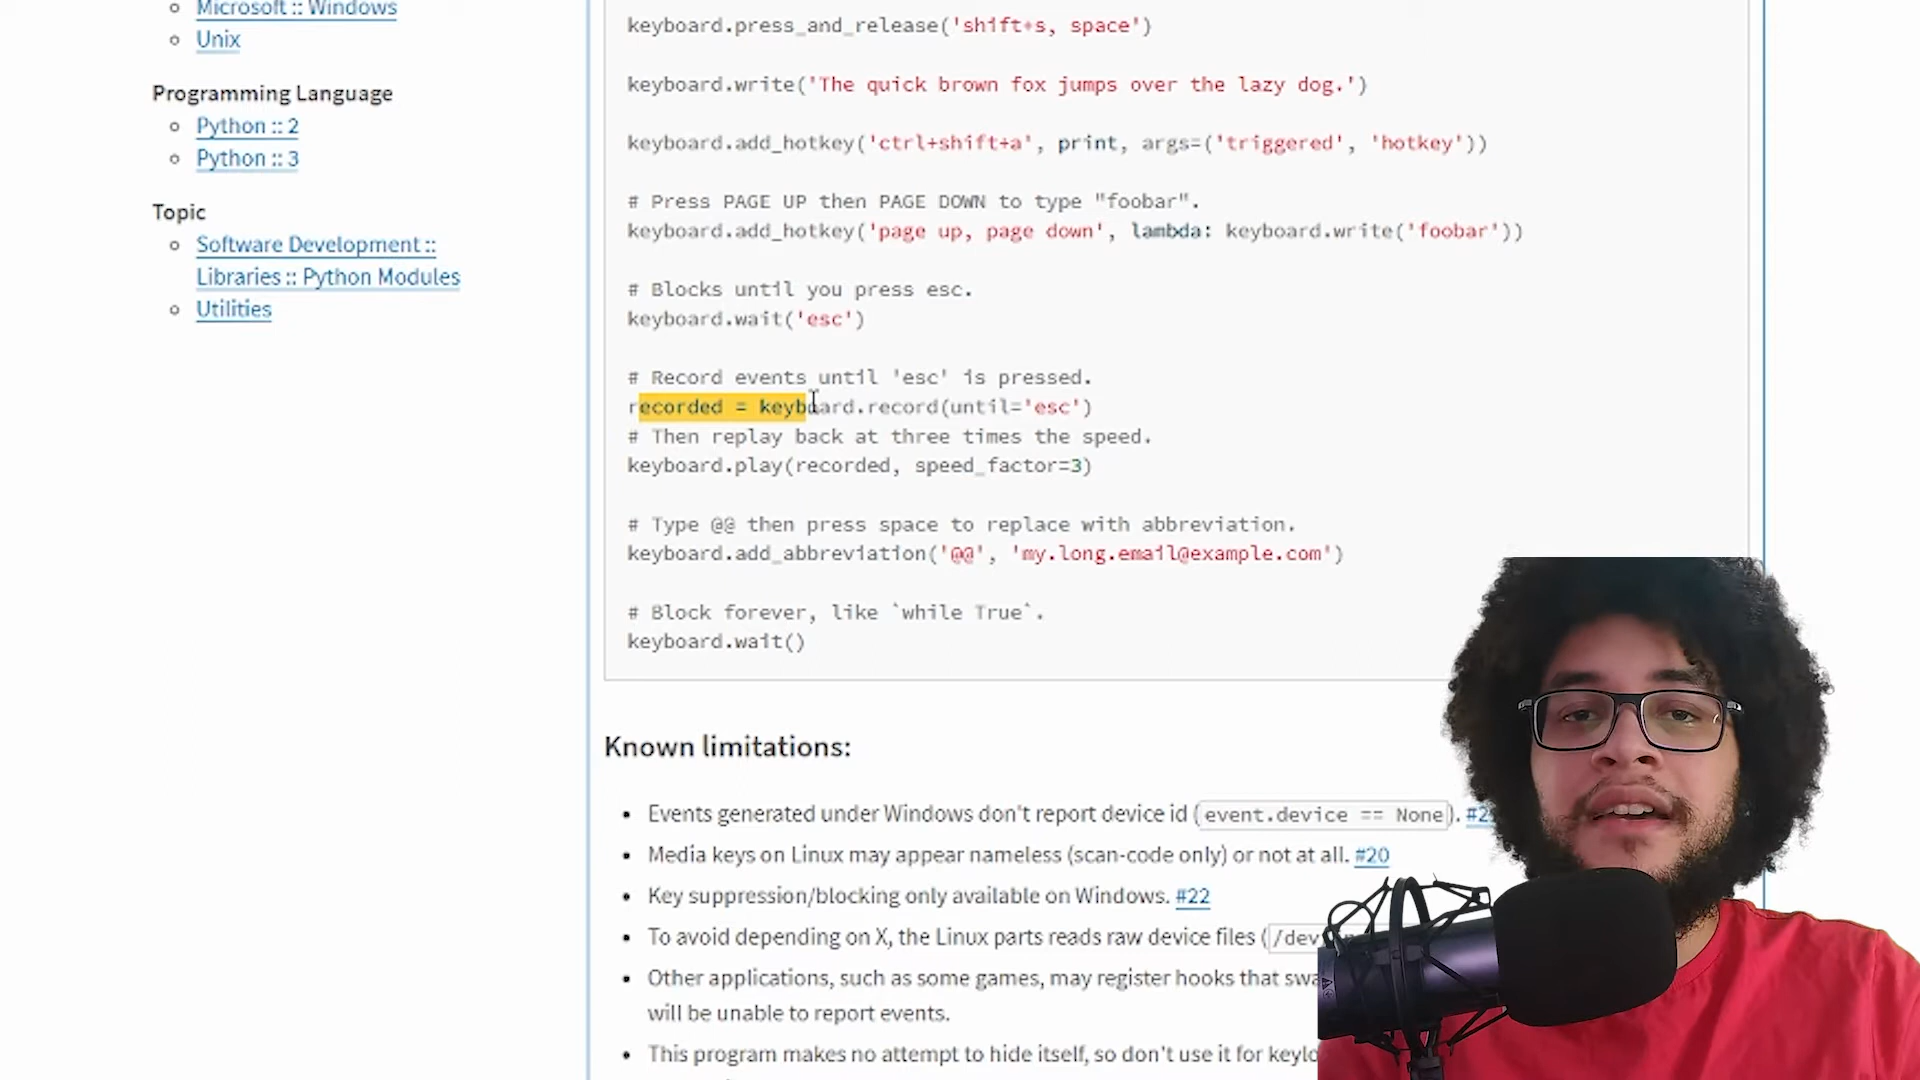 Microsoft :: Windows
Unix
Programming Language
Python :: 2
Python :: 3
Topic
Software Development ::
Libraries :: Python Modules
Utilities
keyboard.press_and_release('shift+s, space')
keyboard.write('The quick brown fox jumps over the lazy dog.')
keyboard.add_hotkey('ctrl+shift+a', print, args=('triggered', 'hotkey'))
# Press PAGE UP then PAGE DOWN to type "foobar".
keyboard.add_hotkey('page up, page down', lambda: keyboard.write('foobar'))
# Blocks until you press esc.
keyboard.wait('esc')
# Record events until 'esc' is pressed.
recorded = keyboard.record(until='esc')
# Then replay back at three times the speed.
keyboard.play(recorded, speed_factor=3)
# Type @@ then press space to replace with abbreviation.
keyboard.add_abbreviation('@@', 'my.long.email@example.com')
# Block forever, like `while True`.
keyboard.wait()
Known limitations:
Events generated under Windows don't report device id (event.device == None).
Media keys on Linux may appear nameless (scan-code only) or not at all. #20
Key suppression/blocking only available on Windows. #22
To avoid depending on X, the Linux parts reads raw device files (/dev
Other applications, such as some games, may register hooks that
will be unable to report events.
This program makes no attempt to hide itself, so don't use it for